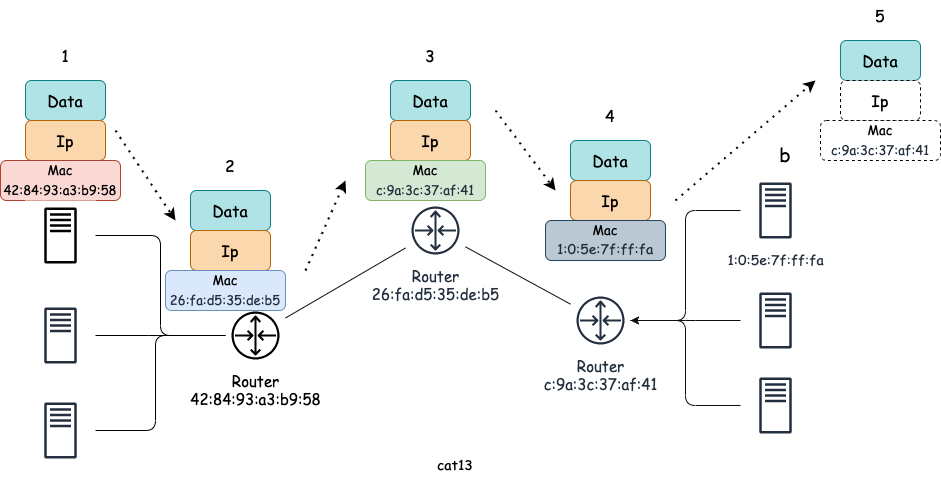 1
Data
Ip
Mac
42:84:93:a3:b9:58
2
Data
Ip
Mac
26:fa:d5:35:de:b5
Router
42:84:93:a3:b9:58
3
Data
Ip
Mac
c:9a:3c:37:af:41
Router
26:fa:d5:35:de:b5
4
Data
Ip
Mac
1:0:5e:7f:ff:fa
Router
c:9a:3c:37:af:41
5
Data
Ip
Mac
c:9a:3c:37:af:41
b
1:0:5e:7f:ff:fa
cat13